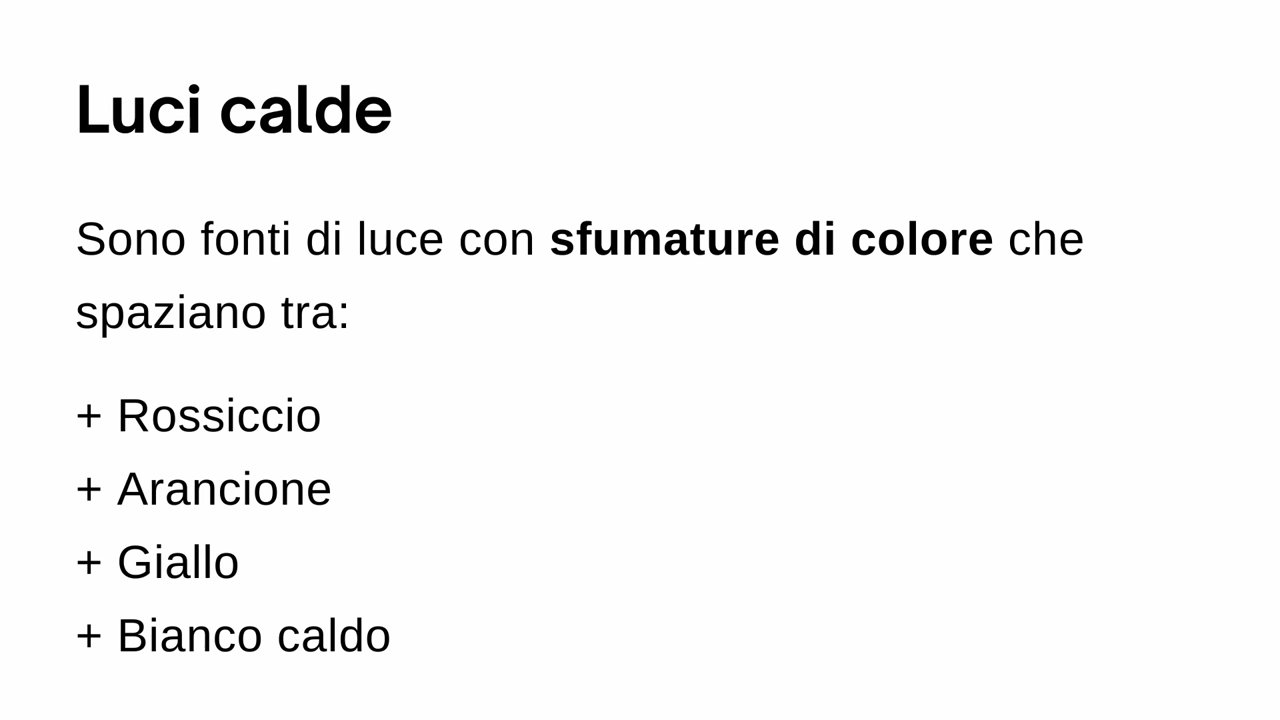 Luci calde
Sono fonti di luce con sfumature di colore che
spaziano tra:
+ Rossiccio
+ Arancione
+ Giallo
+ Bianco caldo